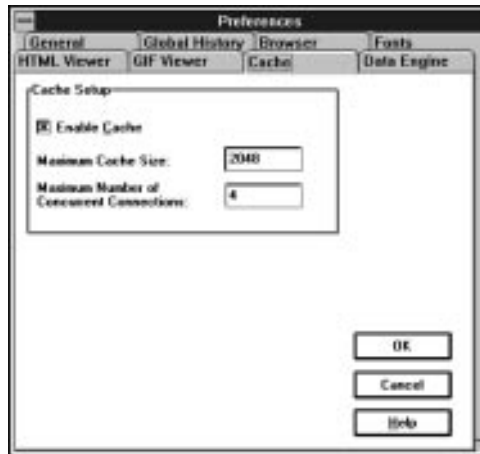 Preferences
General Global History Browser Fonts
HTML Viewer GIF Viewer Cache Data Engine
Cache Setup
Enable Cache
Maximum Cache Size: 2048
Maximum Number of
Concurrent Connections: 4
OK
Cancel
Help